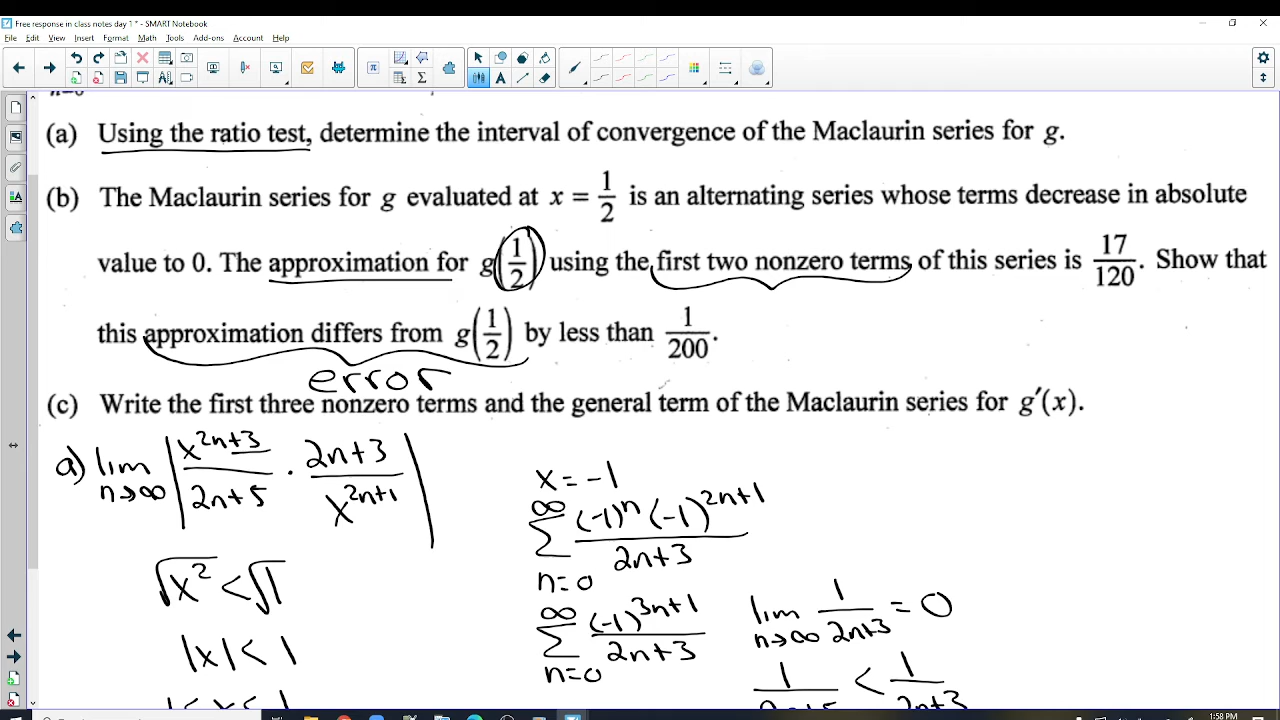 Free response in class notes day 1 * - SMART Notebook
File Edit View Insert Format Math Tools Add-ons Account Help
n=0
(a) Using the ratio test, determine the interval of convergence of the Maclaurin series for g.
(b) The Maclaurin series for g evaluated at x = 1/2 is an alternating series whose terms decrease in absolute
value to 0. The approximation for g(1/2) using the first two nonzero terms of this series is 17/120. Show that
this approximation differs from g(1/2) by less than 1/200.
error
(c) Write the first three nonzero terms and the general term of the Maclaurin series for g′(x).
a) lim n→∞ | x^(2n+3)/(2n+5) · (2n+3)/x^(2n+1) |
√x² < √1
|x| < 1
x = -1
∞ Σ n=0 (-1)^n (-1)^(2n+1) / 2n+3
∞ Σ n=0 (-1)^(3n+1) / 2n+3
lim n→∞ 1/(2n+3) = 0
1/(2n+5) < 1/(2n+3)
1:58 PM